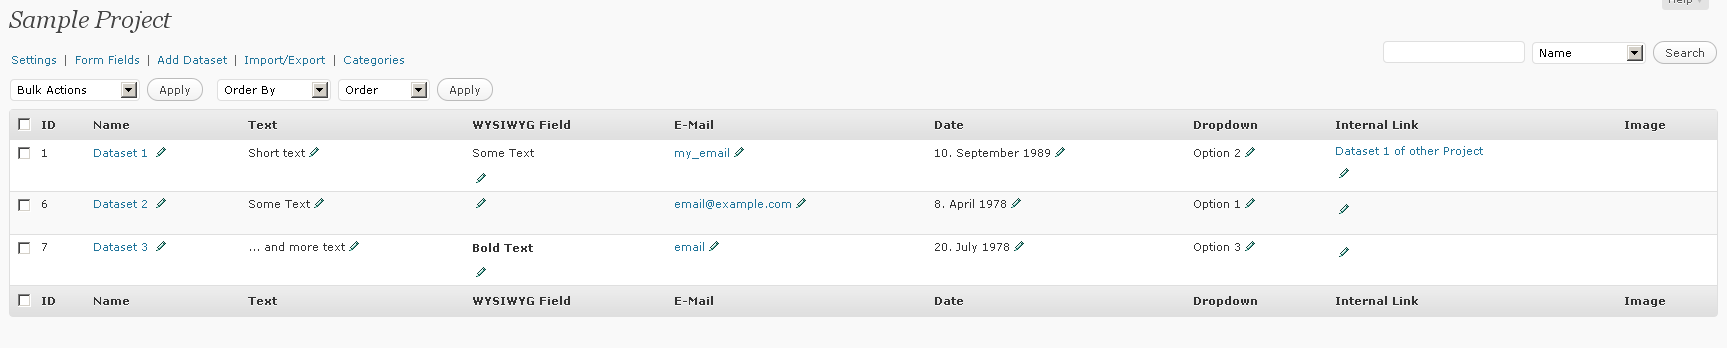 Help
Sample Project
Settings | Form Fields | Add Dataset | Import/Export | Categories
Name Search
Bulk Actions Apply Order By Order Apply
ID Name Text WYSIWYG Field E-Mail Date Dropdown Internal Link Image
1 Dataset 1 Short text Some Text my_email 10. September 1989 Option 2 Dataset 1 of other Project
6 Dataset 2 Some Text email@example.com 8. April 1978 Option 1
7 Dataset 3 ... and more text Bold Text email 20. July 1978 Option 3
ID Name Text WYSIWYG Field E-Mail Date Dropdown Internal Link Image